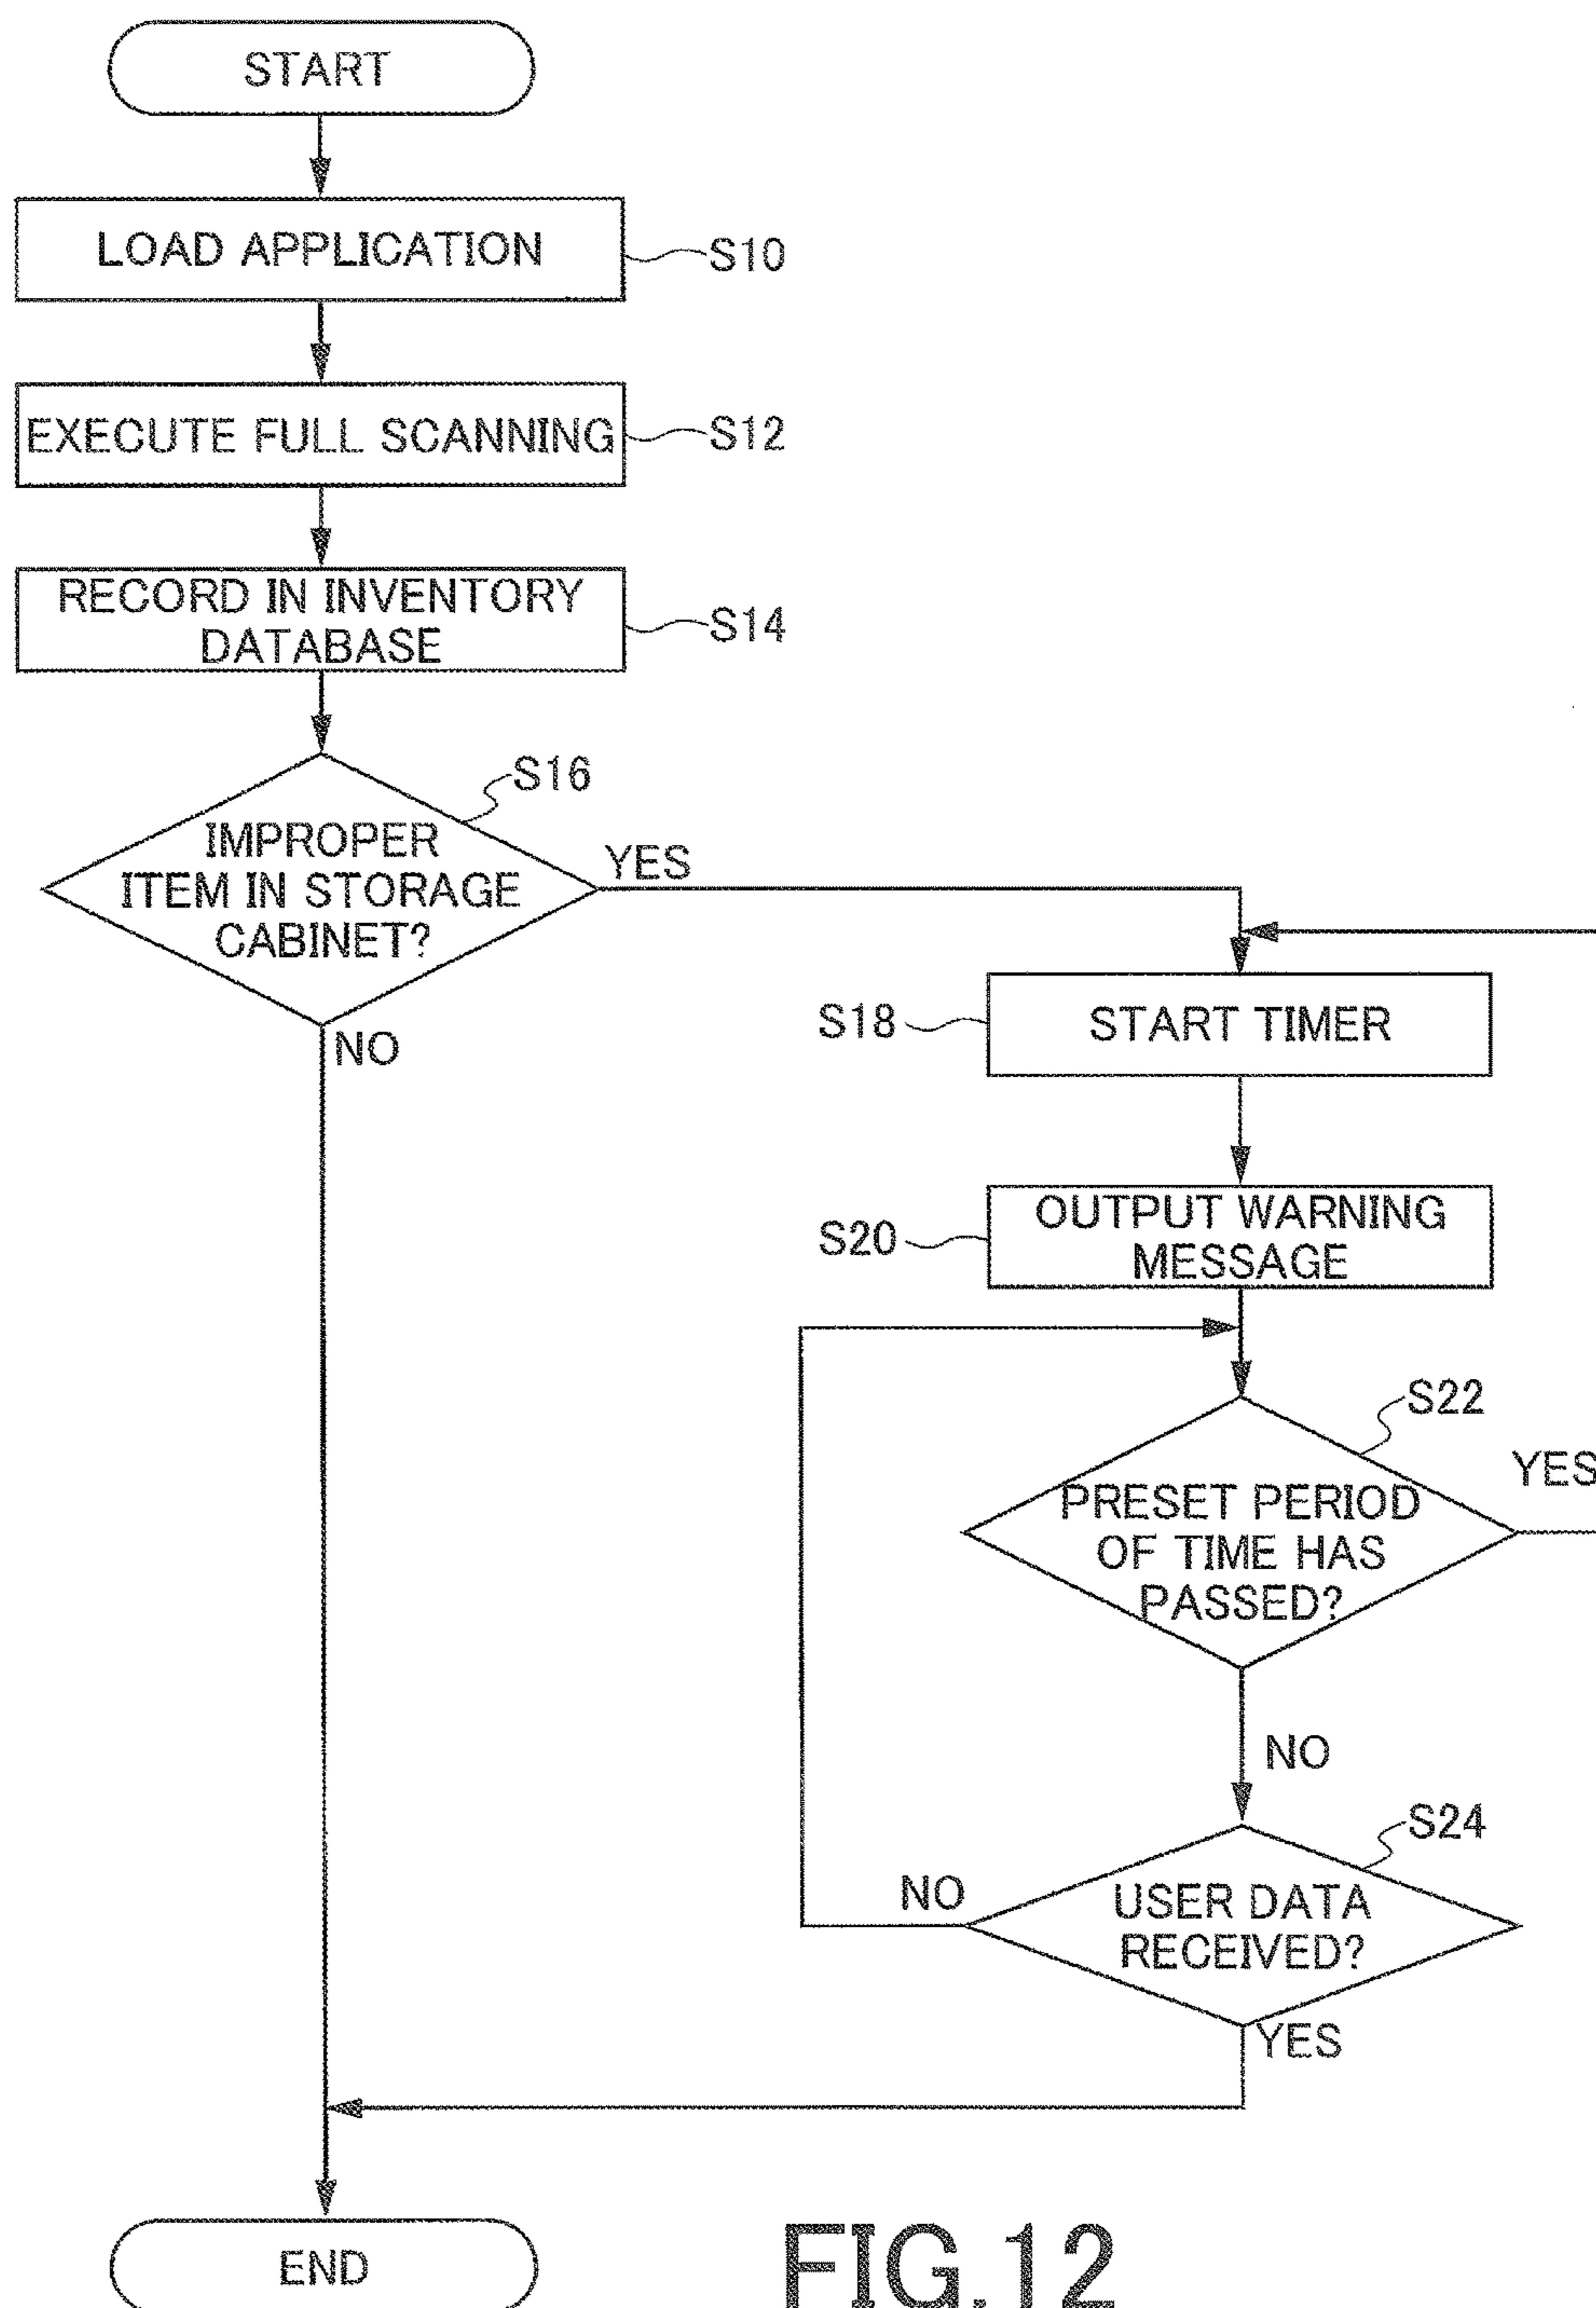 START
LOAD APPLICATION
S10
EXECUTE FULL SCANNING
S12
RECORD IN INVENTORY
DATABASE
S14
S16
IMPROPER
ITEM IN STORAGE
CABINET?
YES
NO
S18
START TIMER
S20
OUTPUT WARNING
MESSAGE
S22
PRESET PERIOD
OF TIME HAS
PASSED?
YES
NO
S24
USER DATA
RECEIVED?
NO
YES
END
FIG.12